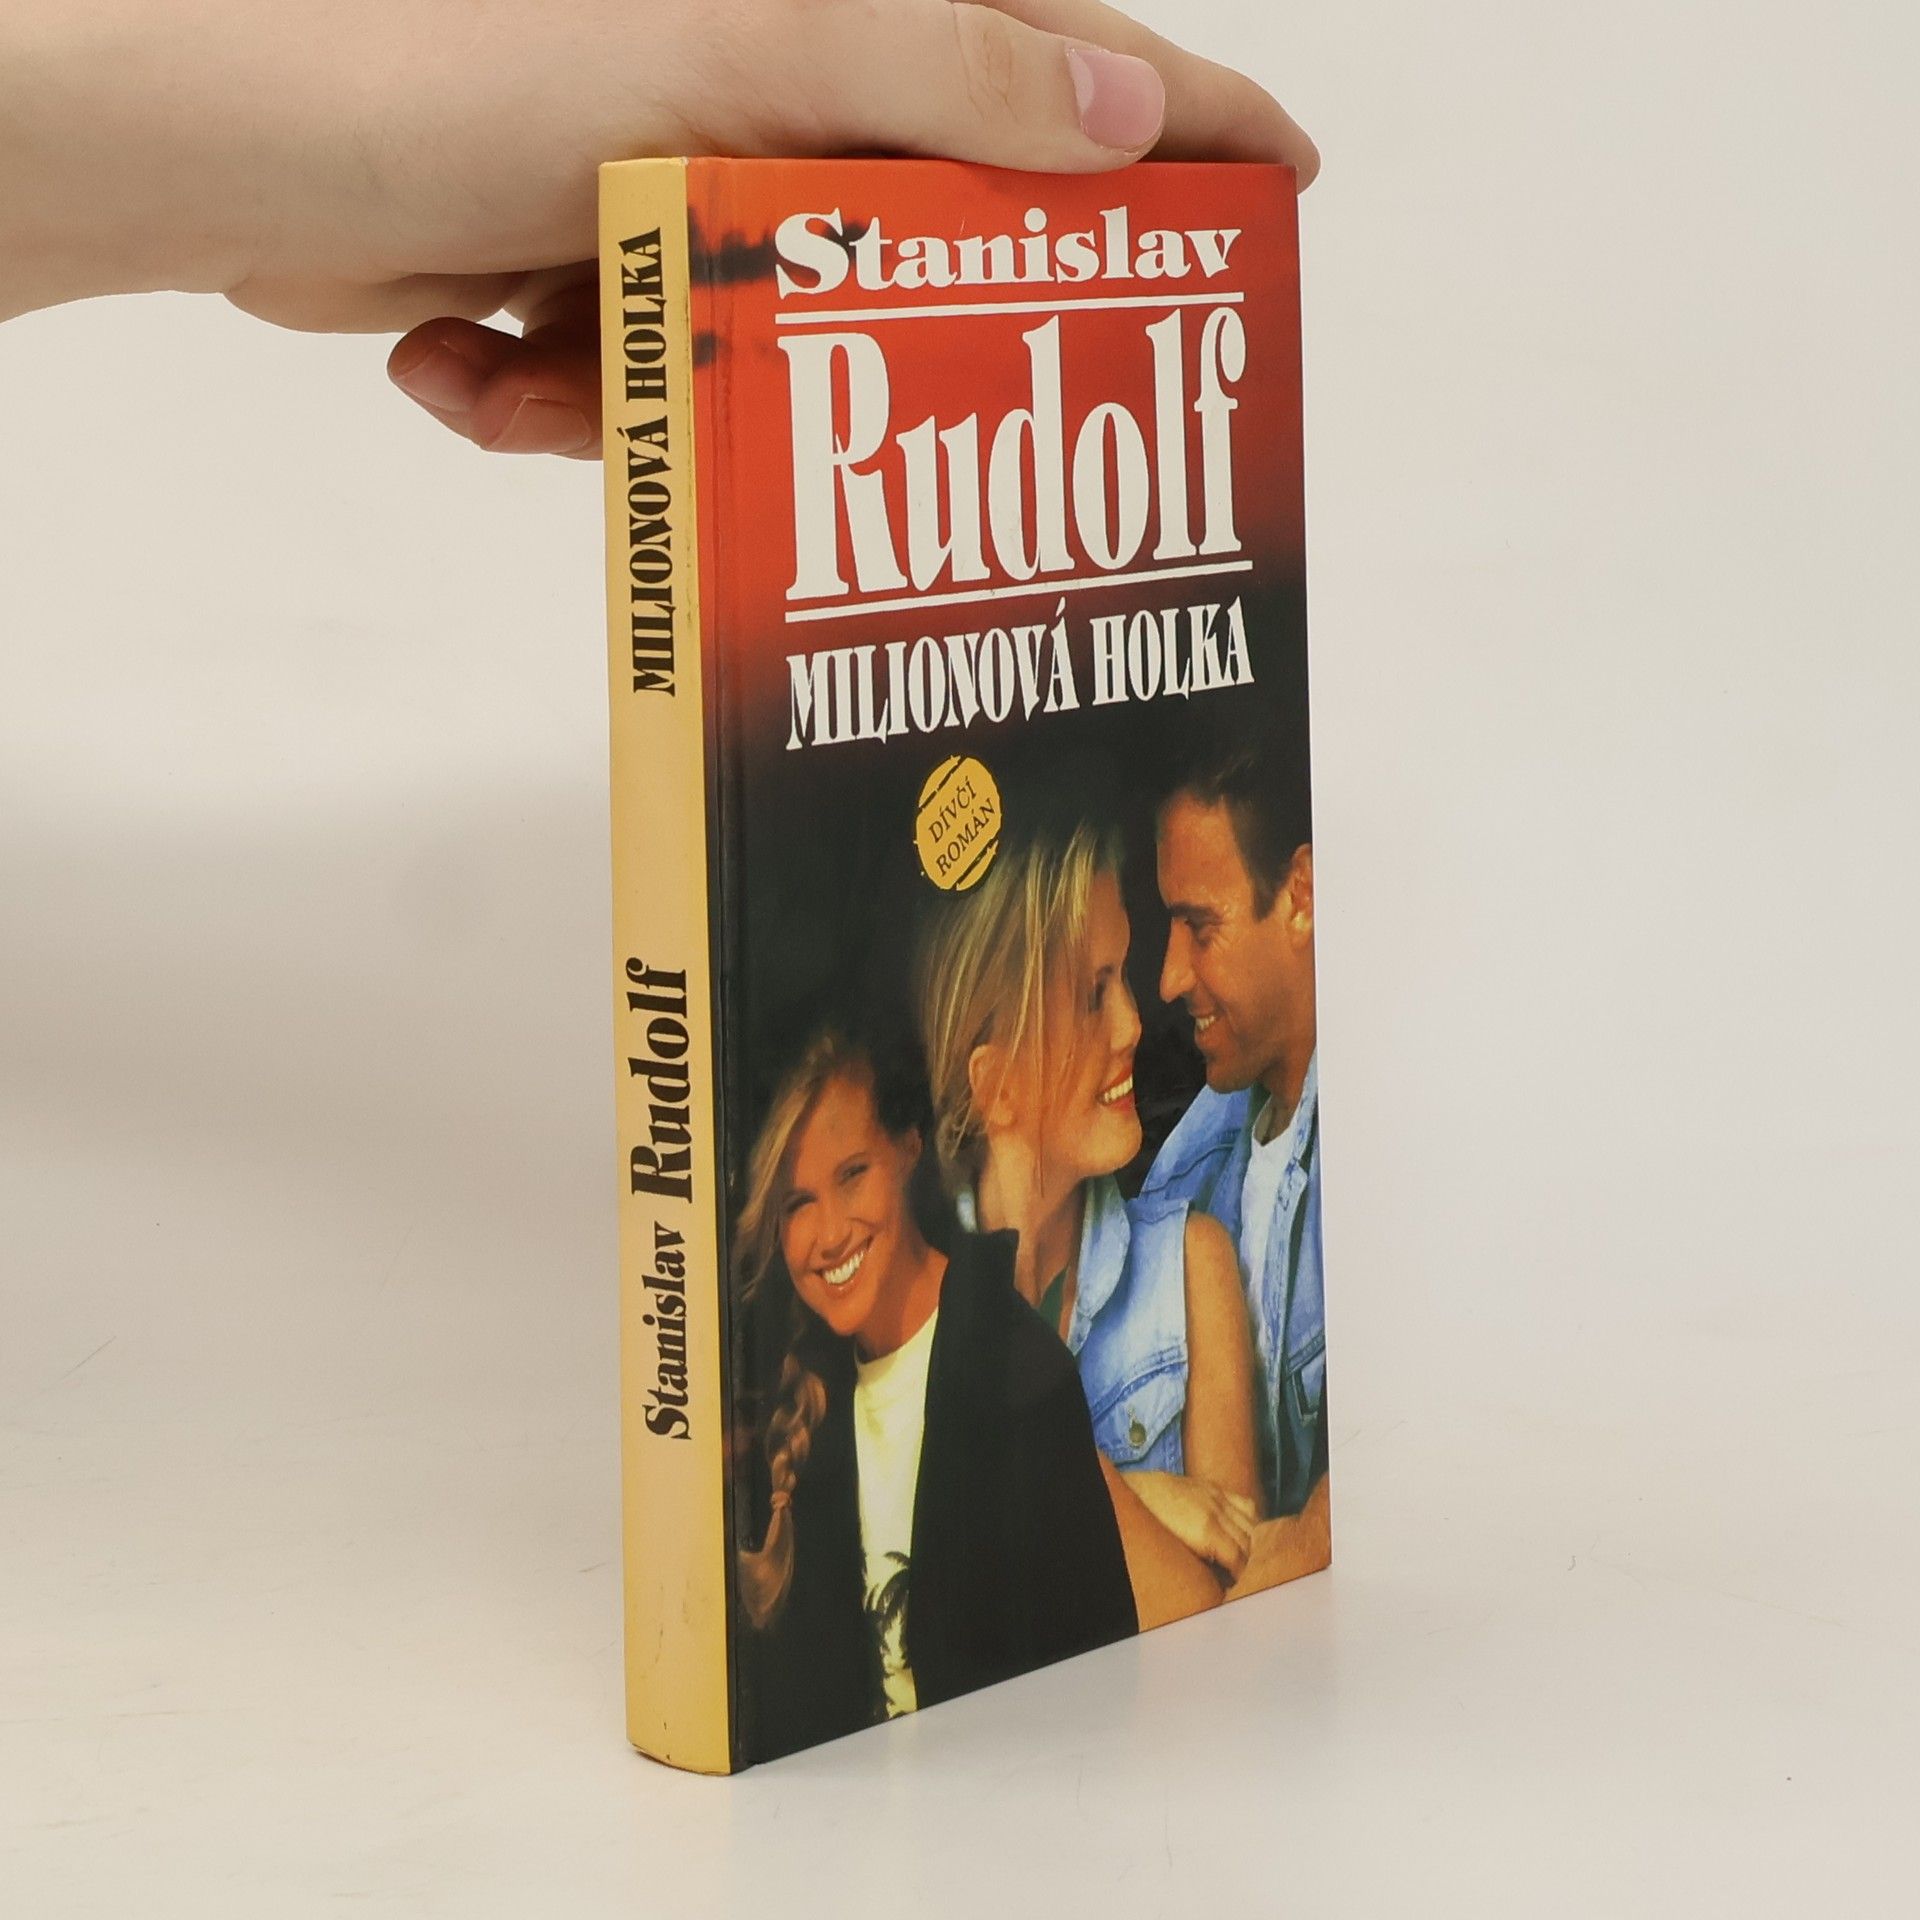 MILIONOVÁ HOLKA
Stanislav Rudolf
Stanislav
Rudolf
MILIONOVÁ HOLKA
DÍVČÍ
ROMÁN